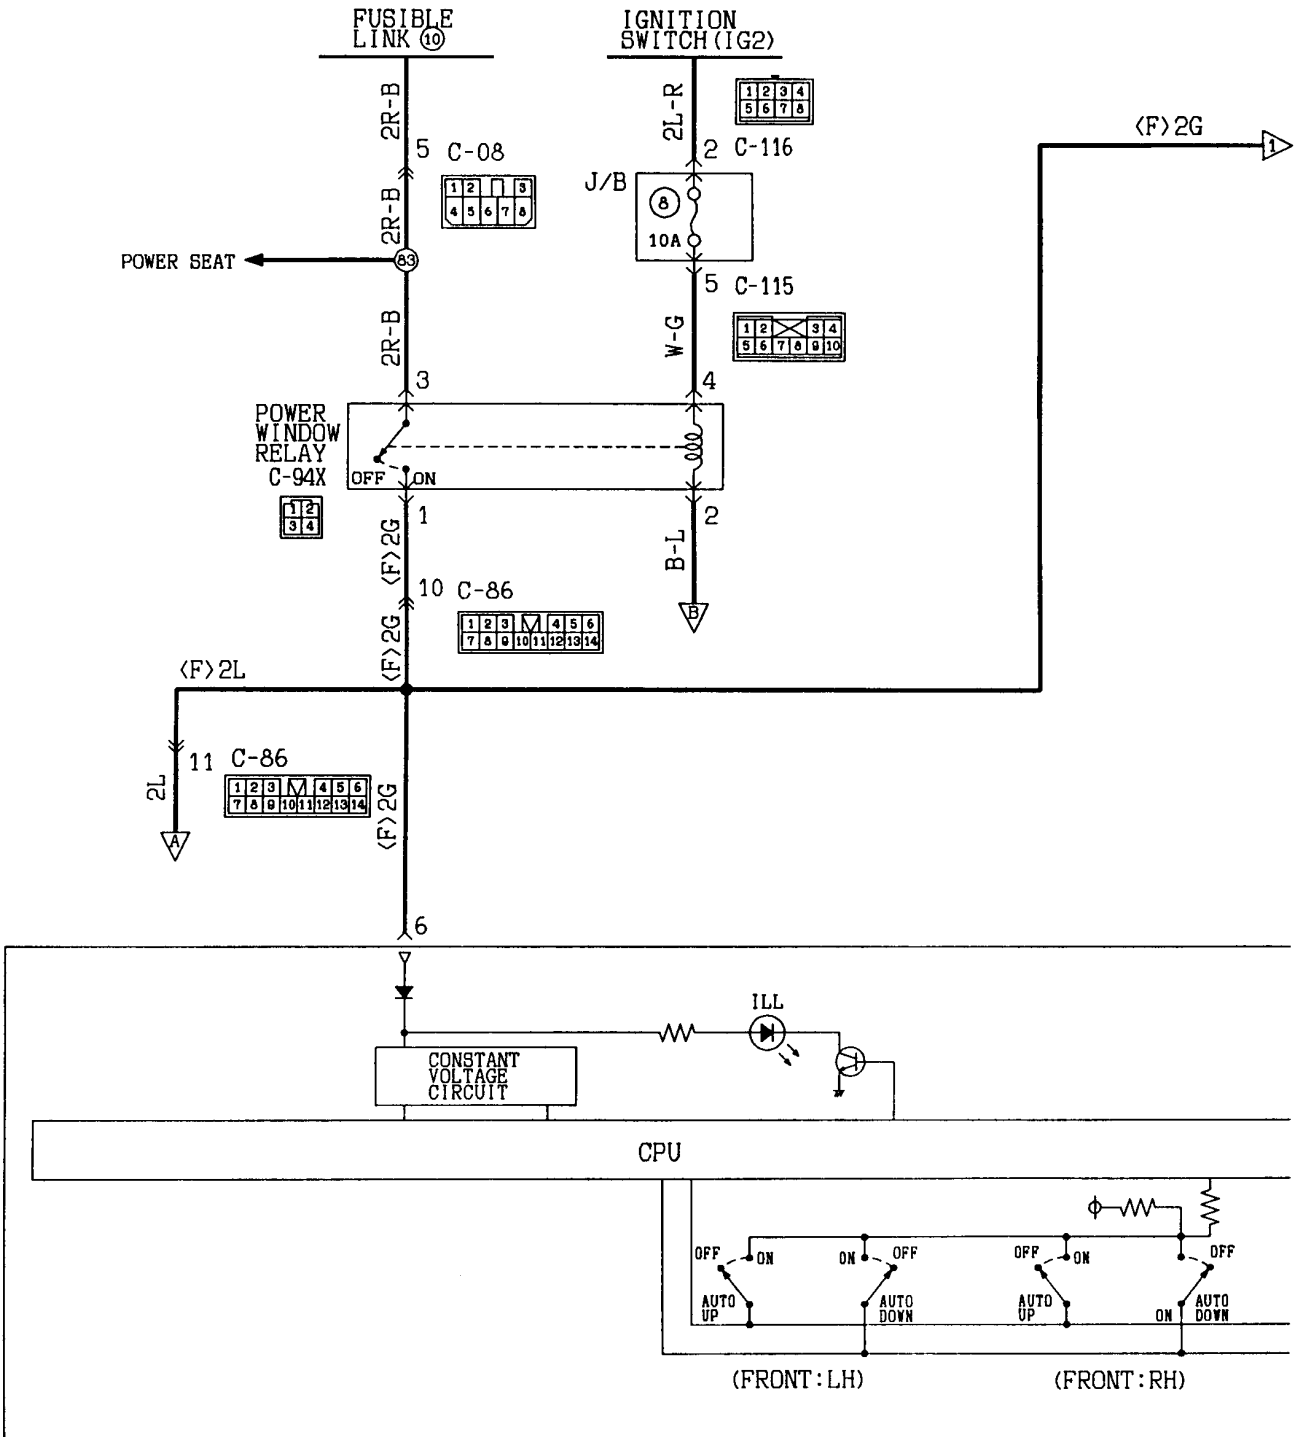 FUSIBLE
LINK ⑩
IGNITION
SWITCH(IG2)
2R-B
2L-R
1 2 3 4
5 6 7 8
<F>2G
1
5 C-08
2 C-116
1 2 3
4 5 6 7 8
J/B
8
10A
2R-B
POWER SEAT
83
5 C-115
1 2 3 4
5 6 7 8 9 10
2R-B
W-G
3
4
POWER
WINDOW
RELAY
C-94X
OFF ON
1 2
3 4
1
2
<F>2G
B-L
10 C-86
1 2 3 4 5 6
7 8 9 10 11 12 13 14
B
<F>2G
<F>2L
11 C-86
1 2 3 4 5 6
7 8 9 10 11 12 13 14
2L
<F>2G
A
6
ILL
CONSTANT
VOLTAGE
CIRCUIT
CPU
OFF ON
ON OFF
OFF ON
OFF
AUTO
UP
AUTO
DOWN
AUTO
UP
ON AUTO
DOWN
(FRONT:LH)
(FRONT:RH)